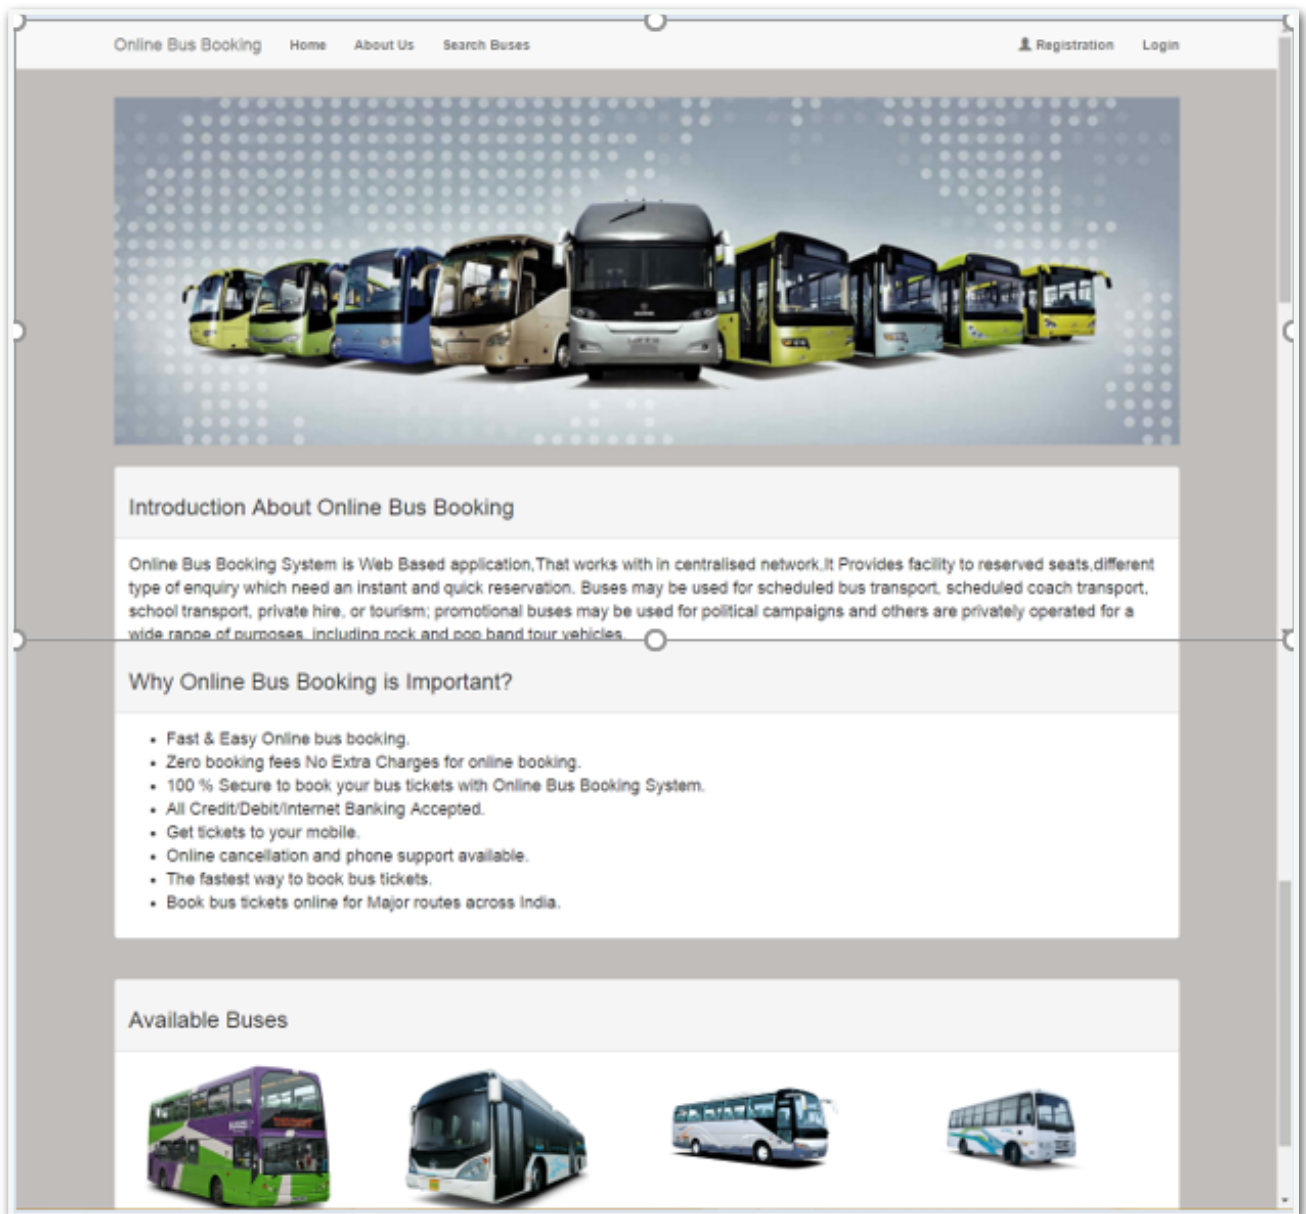 Online Bus Booking Home About Us Search Buses Registration Login
Introduction About Online Bus Booking
Online Bus Booking System is Web Based application,That works with in centralised network,It Provides facility to reserved seats,different
type of enquiry which need an instant and quick reservation. Buses may be used for scheduled bus transport, scheduled coach transport,
school transport, private hire, or tourism; promotional buses may be used for political campaigns and others are privately operated for a
wide range of purposes, including rock and pop band tour vehicles.
Why Online Bus Booking is Important?
• Fast & Easy Online bus booking.
• Zero booking fees No Extra Charges for online booking.
• 100 % Secure to book your bus tickets with Online Bus Booking System.
• All Credit/Debit/Internet Banking Accepted.
• Get tickets to your mobile.
• Online cancellation and phone support available.
• The fastest way to book bus tickets.
• Book bus tickets online for Major routes across India.
Available Buses